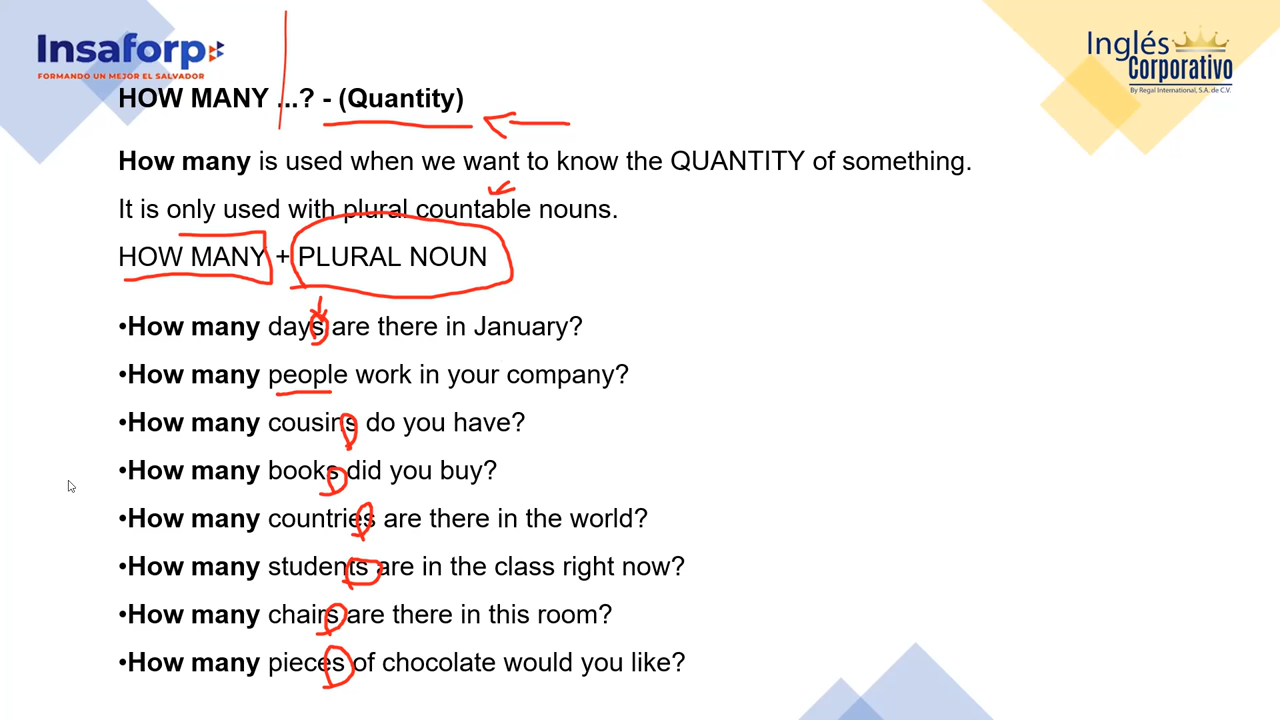 Insaforp
FORMANDO UN MEJOR EL SALVADOR
Inglés
Corporativo
By Regal International, S.A. de C.V.
HOW MANY ...? - (Quantity)
How many is used when we want to know the QUANTITY of something.
It is only used with plural countable nouns.
HOW MANY + PLURAL NOUN
•How many days are there in January?
•How many people work in your company?
•How many cousins do you have?
•How many books did you buy?
•How many countries are there in the world?
•How many students are in the class right now?
•How many chairs are there in this room?
•How many pieces of chocolate would you like?